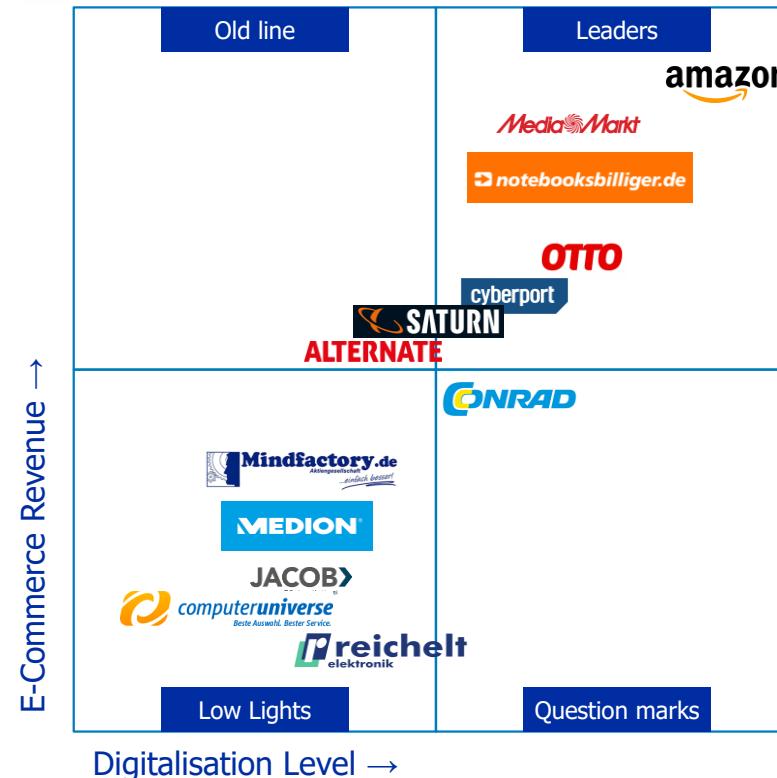 Old line
Leaders
amazon
MediaMarkt
notebooksbilliger.de
OTTO
cyberport
SATURN
ALTERNATE
CONRAD
Mindfactory.de
Aktiengesellschaft
...einfach besser!
MEDION
JACOB
computeruniverse
Beste Auswahl. Bester Service.
reichelt
elektronik
Low Lights
Question marks
E-Commerce Revenue →
Digitalisation Level →